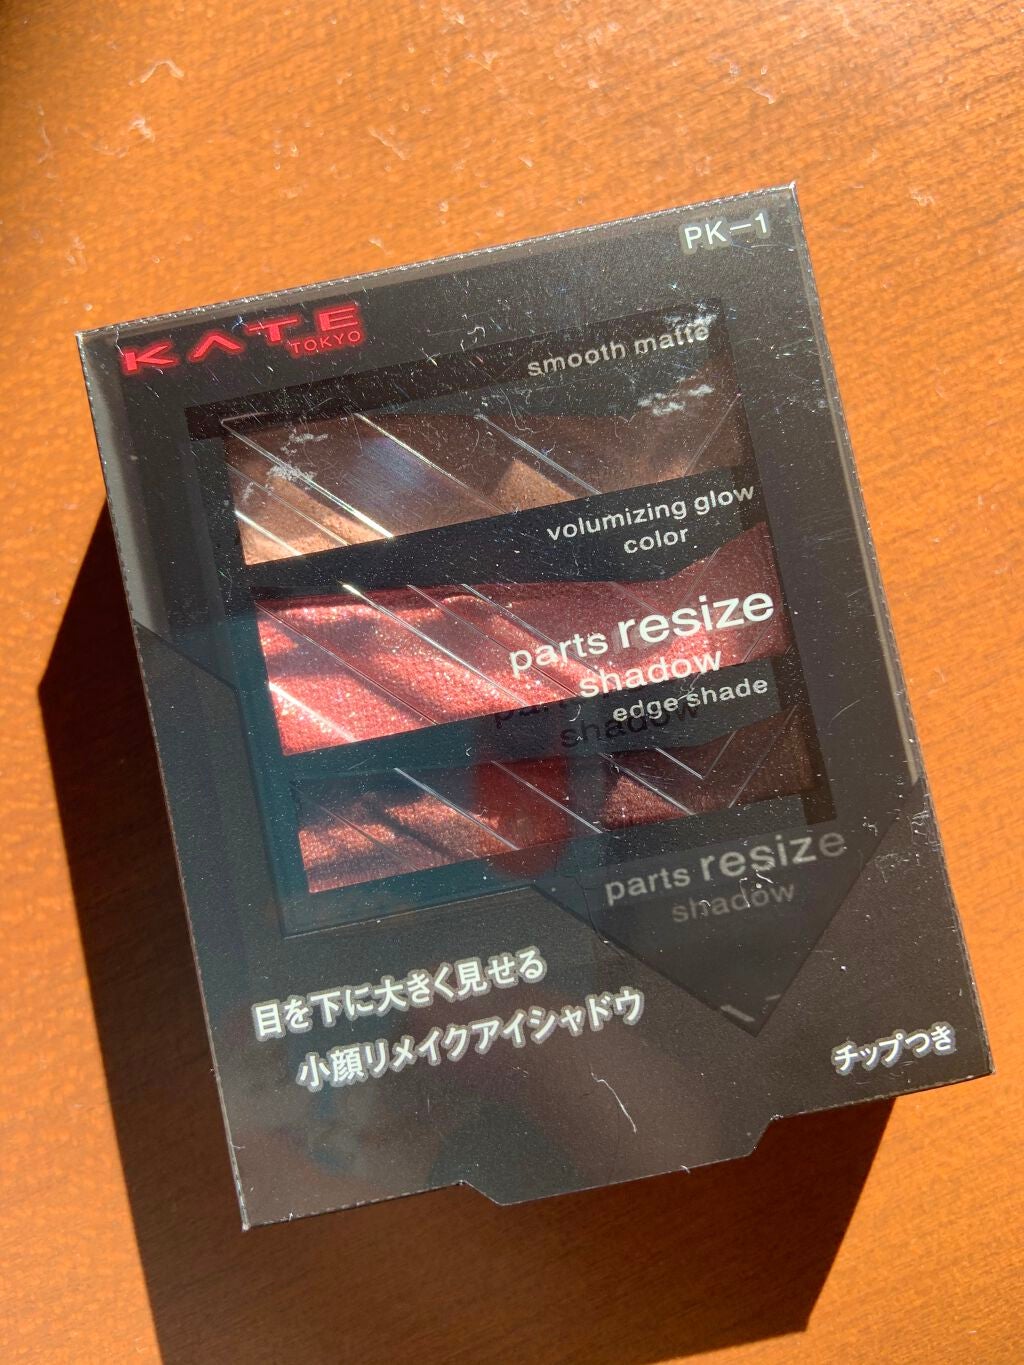 PK-1
KATE
TOKYO
smooth matte
volumizing glow
color
parts resize
shadow
edge shade
parts resize
shadow
目を下に大きく見せる
小顔リメイクアイシャドウ
チップつき